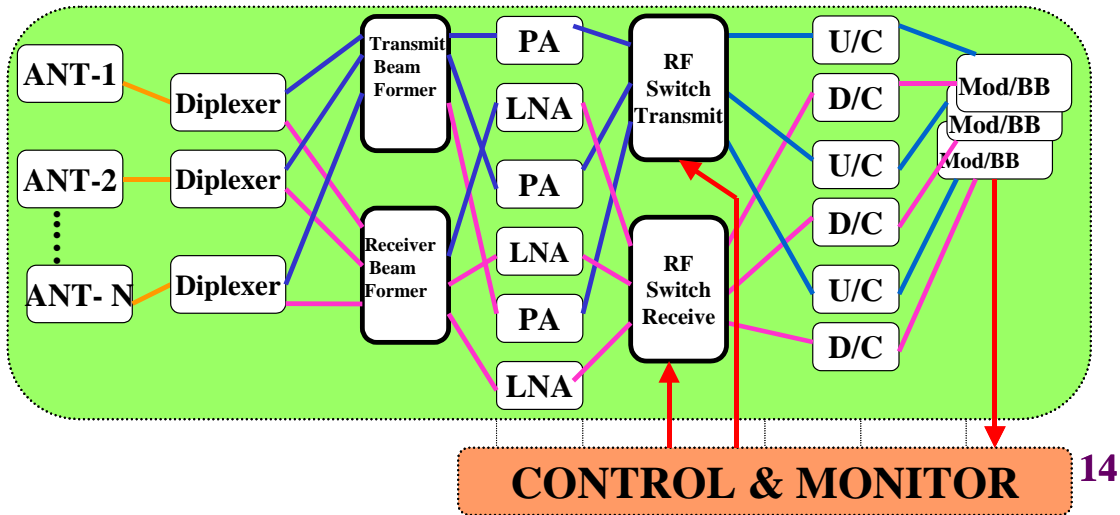 ANT-1
ANT-2
ANT- N
Diplexer
Diplexer
Diplexer
Transmit
Beam
Former
Receiver
Beam
Former
PA
LNA
PA
LNA
PA
LNA
RF
Switch
Transmit
RF
Switch
Receive
U/C
D/C
U/C
D/C
U/C
D/C
Mod/BB
Mod/BB
Mod/BB
CONTROL & MONITOR
14